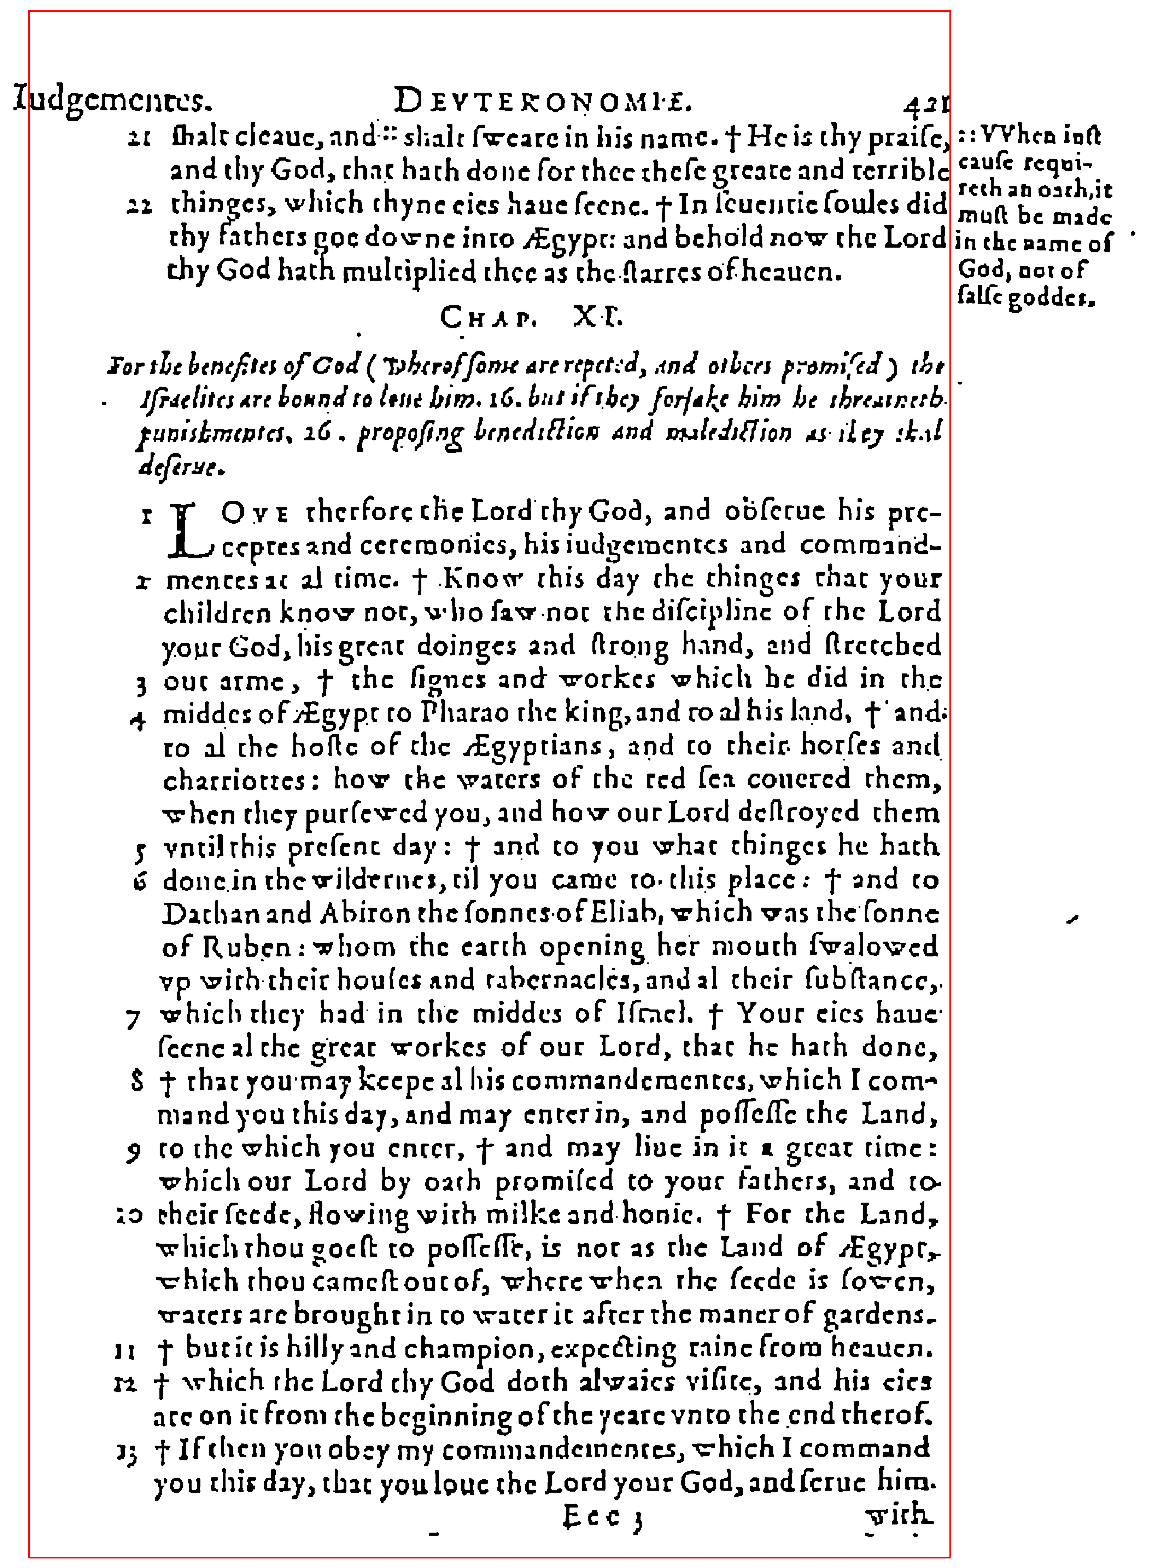 Iudgementes. DEVTERONOMIE. 421
21 ſhalt cleaue, and :: shalt ſweare in his name. † He is thy praiſe,
and thy God, that hath done for thee theſe greate and terrible
22 thinges, which thyne eies haue ſeene. † In ſeuentie ſoules did
thy fathers goe downe into Ægypt: and behold now the Lord
thy God hath multiplied thee as the ſtarres of heauen.
:: VVhen iuſt
cauſe requi-
reth an oath, it
muſt be made
in the name of
God, not of
falſe goddes.
CHAP. XI.
For the benefites of God (wherof ſome are repeted, and others promiſed) the
Iſraelites are bound to loue him. 16. but if they forſake him he threatneth
puniſhmentes. 26. propoſing benediction and malediction as they shal
deſerue.
1 LOVE therfore the Lord thy God, and obſerue his pre-
ceptes and ceremonies, his iudgementes and command-
2 mentes at al time. † Know this day the thinges that your
children know not, who ſaw not the diſcipline of the Lord
your God, his great doinges and ſtrong hand, and ſtretched
3 out arme, † the ſignes and workes which he did in the
4 middes of Ægypt to Pharao the king, and to al his land, † and
to al the hoſte of the Ægyptians, and to their horſes and
charriottes: how the waters of the red ſea couered them,
when they purſewed you, and how our Lord deſtroyed them
5 vntil this preſent day: † and to you what thinges he hath
6 done in the wildernes, til you came to this place: † and to
Dathan and Abiron the ſonnes of Eliab, which was the ſonne
of Ruben: whom the earth opening her mouth ſwalowed
vp with their houſes and tabernacles, and al their ſubſtance,
7 which they had in the middes of Iſrael. † Your eies haue
ſeene al the great workes of our Lord, that he hath done,
8 † that you may keepe al his commandementes, which I com-
mand you this day, and may enter in, and poſſeſſe the Land,
9 to the which you enter, † and may liue in it a great time:
which our Lord by oath promiſed to your fathers, and to
10 their ſeede, flowing with milke and honie. † For the Land,
which thou goeſt to poſſeſſe, is not as the Land of Ægypt,
which thou cameſt out of, where when the ſeede is ſowen,
waters are brought in to water it after the maner of gardens.
11 † but it is hilly and champion, expecting raine from heauen.
12 † which the Lord thy God doth alwaies viſite, and his eies
are on it from the beginning of the yeare vnto the end therof.
13 † If then you obey my commandementes, which I command
you this day, that you loue the Lord your God, and ſerue him
Eee 3 with